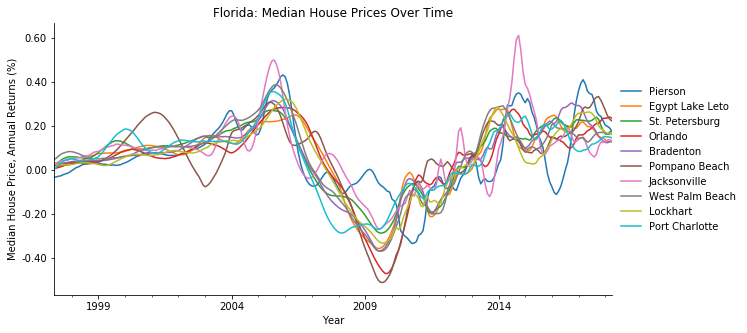 Florida: Median House Prices Over Time
Median House Price, Annual Returns (%)
0.60
0.40
0.20
0.00
-0.20
-0.40
1999
2004
2009
2014
Year
Pierson
Egypt Lake Leto
St. Petersburg
Orlando
Bradenton
Pompano Beach
Jacksonville
West Palm Beach
Lockhart
Port Charlotte